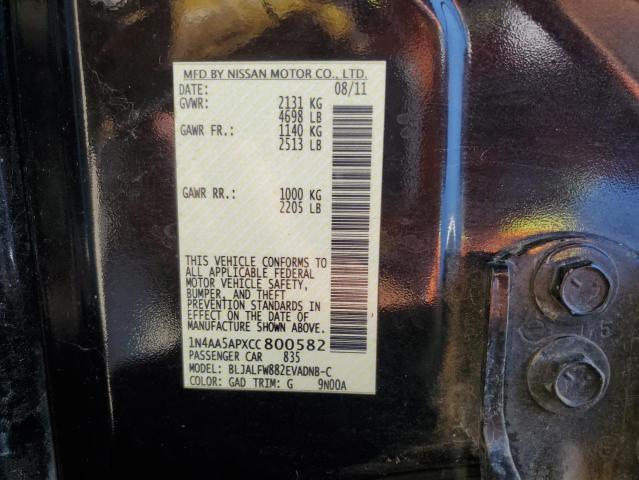 MFD BY NISSAN MOTOR CO., LTD.
DATE: 08/11
GVWR: 2131 KG
4698 LB
GAWR FR.: 1140 KG
2513 LB
GAWR RR.: 1000 KG
2205 LB
THIS VEHICLE CONFORMS TO
ALL APPLICABLE FEDERAL
MOTOR VEHICLE SAFETY,
BUMPER, AND THEFT
PREVENTION STANDARDS IN
EFFECT ON THE DATE OF
MANUFACTURE SHOWN ABOVE.
1N4AA5APXCC800582
PASSENGER CAR 835
MODEL: BLJALFW882EVADNB-C
COLOR: GAD TRIM: G 9N00A